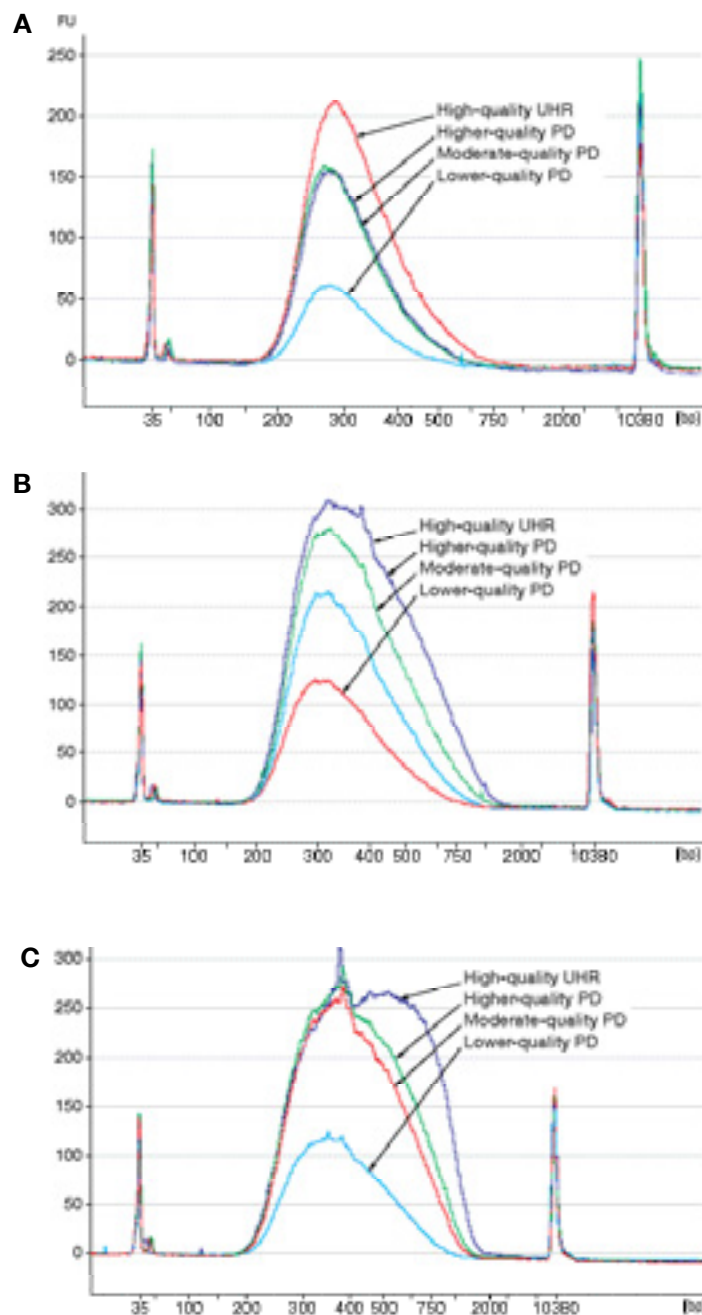 A
FU
250
200
150
100
50
0
High-quality UHR
Higher-quality PD
Moderate-quality PD
Lower-quality PD
35 100 200 300 400 500 750 2000 10380 [bp]
B
300
250
200
150
100
50
0
High-quality UHR
Higher-quality PD
Moderate-quality PD
Lower-quality PD
35 100 200 300 400 500 750 2000 10380 [bp]
C
300
250
200
150
100
50
0
High-quality UHR
Higher-quality PD
Moderate-quality PD
Lower-quality PD
35 100 200 300 400 500 750 2000 10380 [bp]